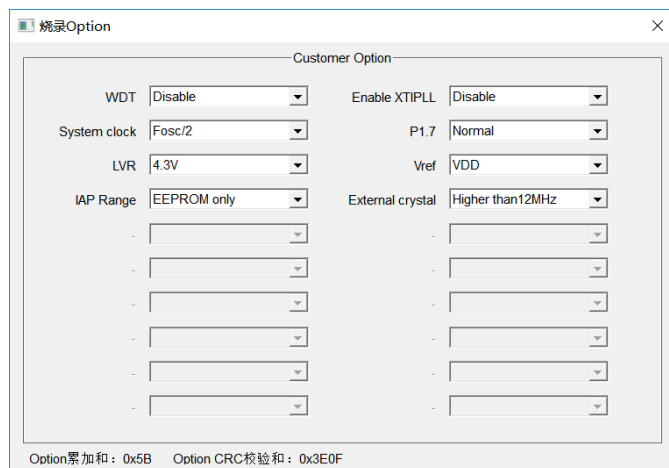 烧录Option
Customer Option
WDT Disable Enable XTIPLL Disable
System clock Fosc/2 P1.7 Normal
LVR 4.3V Vref VDD
IAP Range EEPROM only External crystal Higher than12MHz
- -
- -
- -
- -
- -
- -
Option累加和：0x5B Option CRC校验和：0x3E0F